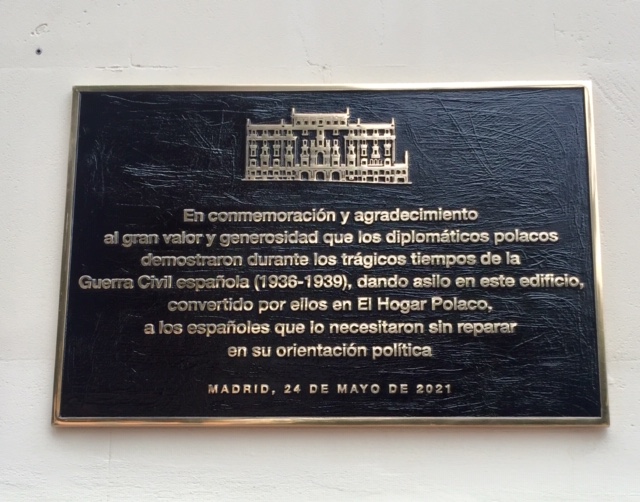 En conmemoración y agradecimiento
al gran valor y generosidad que los diplomáticos polacos
demostraron durante los trágicos tiempos de la
Guerra Civil española (1936-1939), dando asilo en este edificio,
convertido por ellos en El Hogar Polaco,
a los españoles que lo necesitaron sin reparar
en su orientación política
MADRID, 24 DE MAYO DE 2021